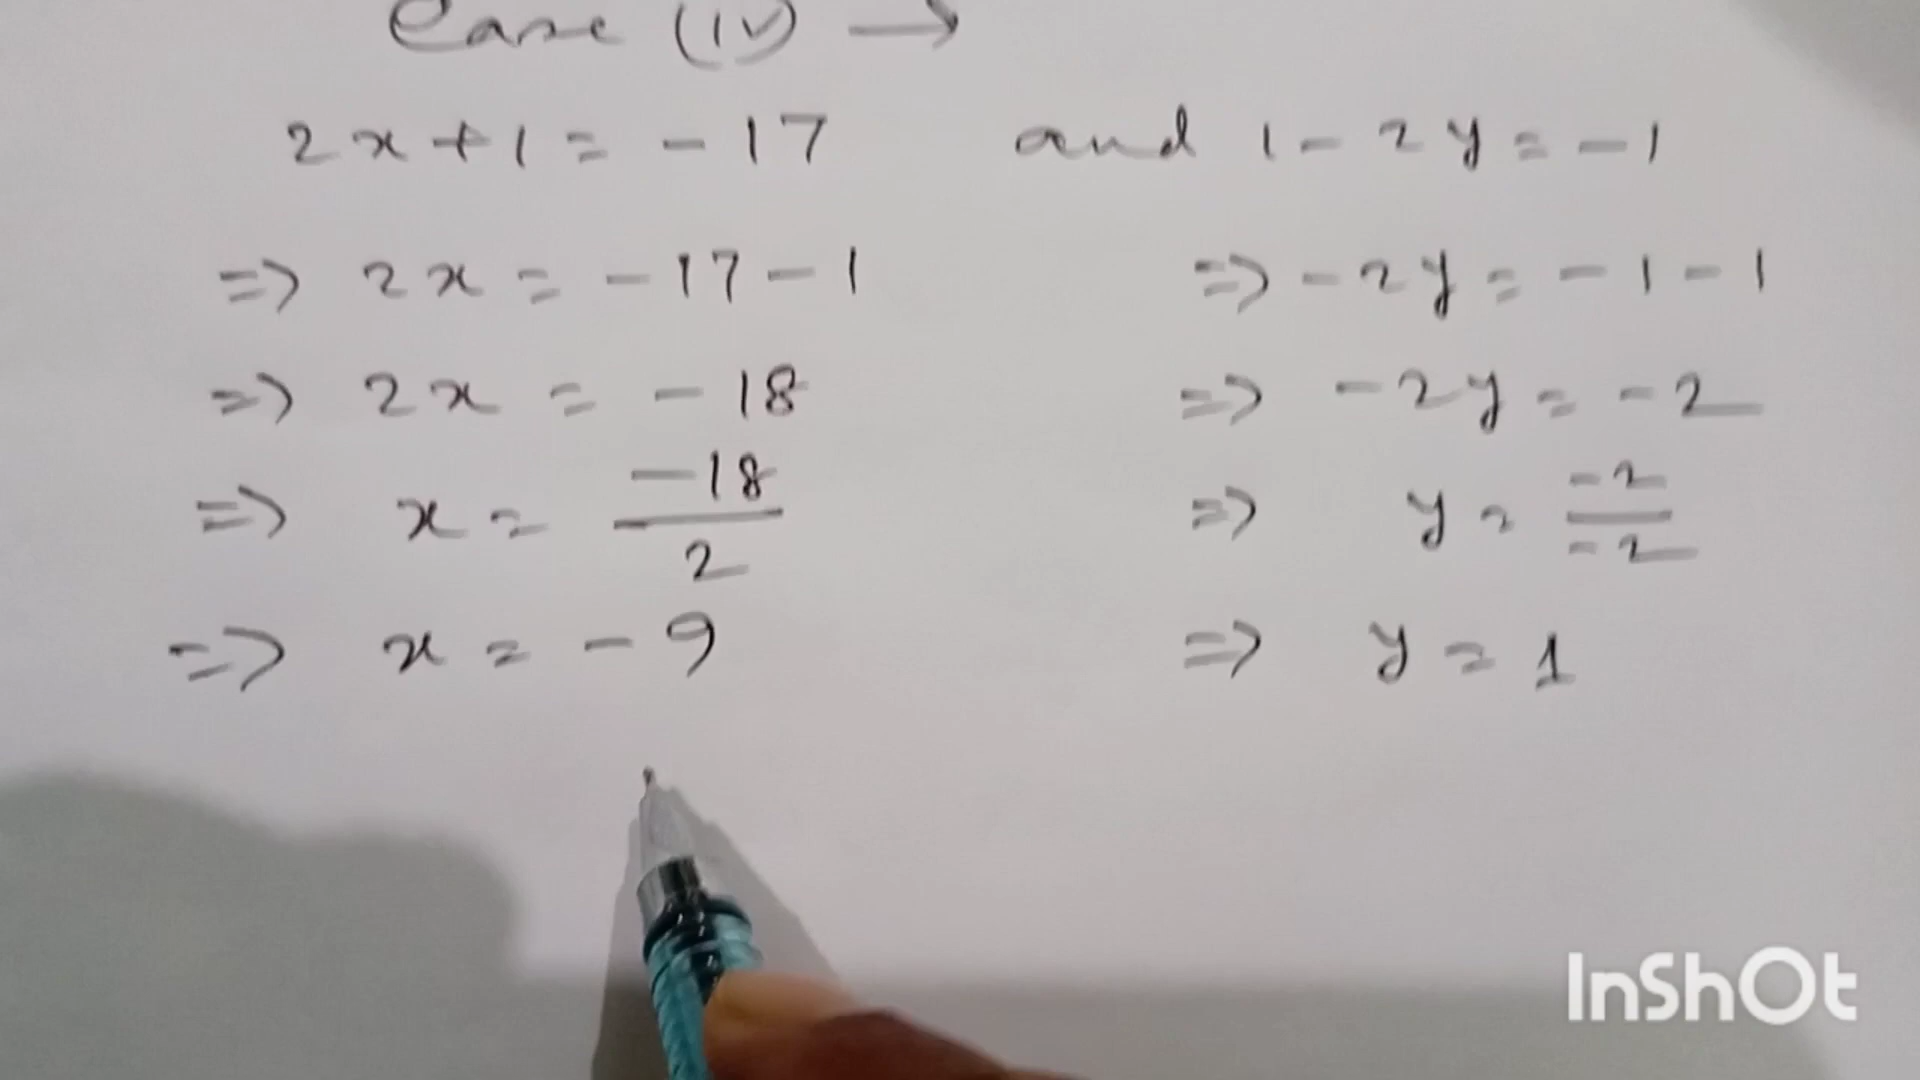 Case (iv) →
2x+1 = -17 and 1-2y = -1
=> 2x = -17-1 => -2y = -1-1
=> 2x = -18 => -2y = -2
=> x = -18/2 => y = -2/-2
=> x = -9 => y = 1
InShOt